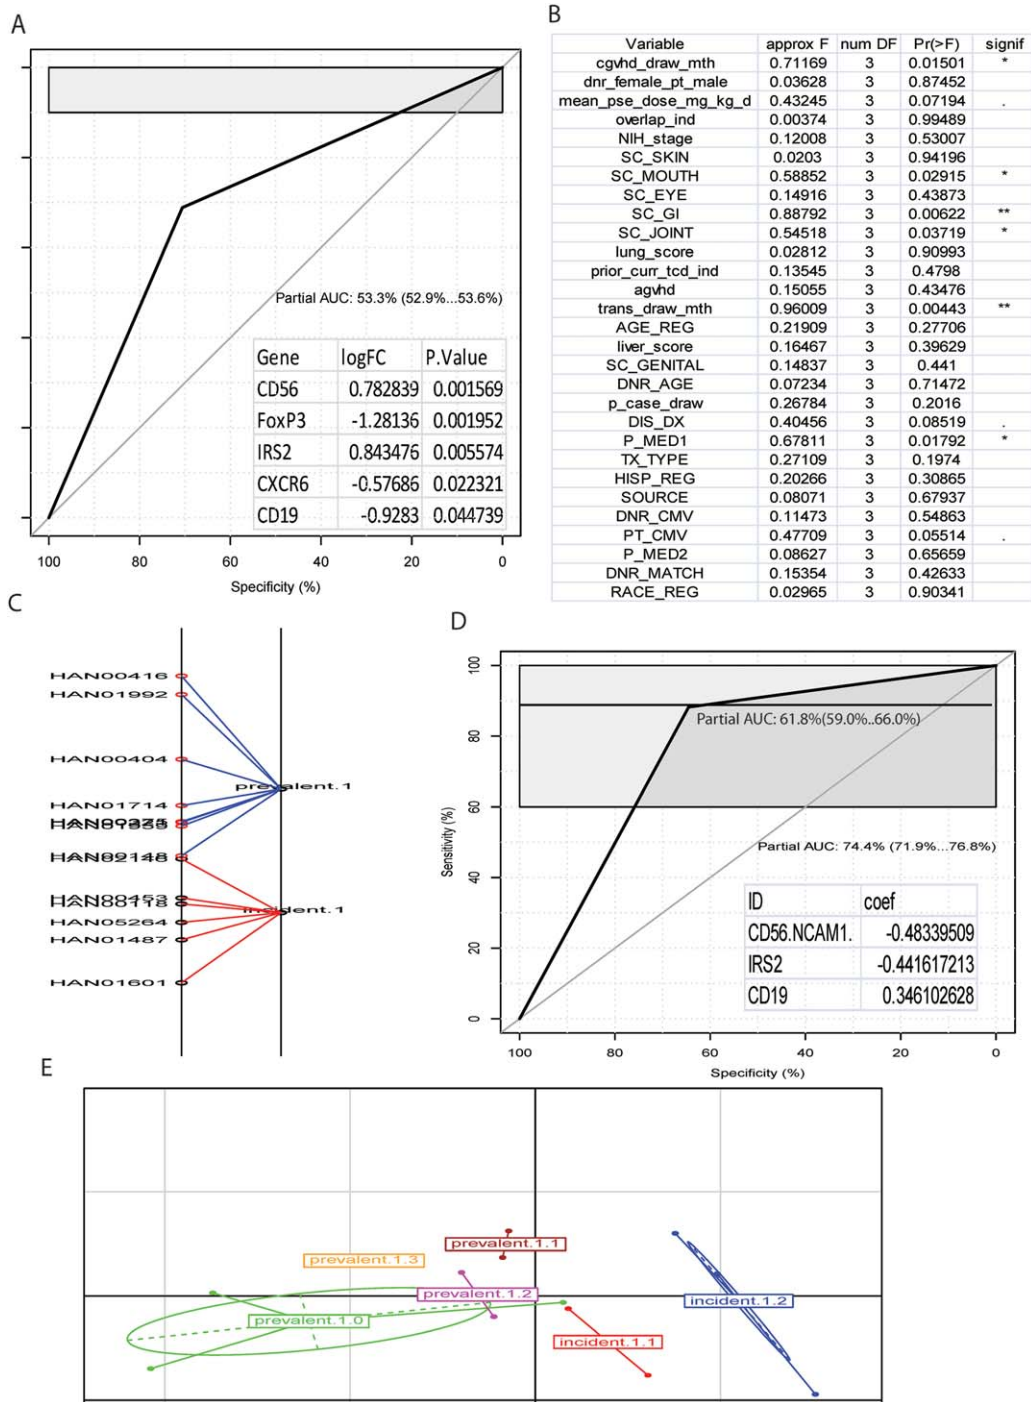 A
Partial AUC: 53.3% (52.9%...53.6%)
Gene logFC P.Value
CD56 0.782839 0.001569
FoxP3 -1.28136 0.001952
IRS2 0.843476 0.005574
CXCR6 -0.57686 0.022321
CD19 -0.9283 0.044739
100 80 60 40 20 0
Specificity (%)
B
Variable approx F num DF Pr(>F) signif
cgvhd_draw_mth 0.71169 3 0.01501 *
dnr_female_pt_male 0.03628 3 0.87452
mean_pse_dose_mg_kg_d 0.43245 3 0.07194 .
overlap_ind 0.00374 3 0.99489
NIH_stage 0.12008 3 0.53007
SC_SKIN 0.0203 3 0.94196
SC_MOUTH 0.58852 3 0.02915 *
SC_EYE 0.14916 3 0.43873
SC_GI 0.88792 3 0.00622 **
SC_JOINT 0.54518 3 0.03719 *
lung_score 0.02812 3 0.90993
prior_curr_tcd_ind 0.13545 3 0.4798
agvhd 0.15055 3 0.43476
trans_draw_mth 0.96009 3 0.00443 **
AGE_REG 0.21909 3 0.27706
liver_score 0.16467 3 0.39629
SC_GENITAL 0.14837 3 0.441
DNR_AGE 0.07234 3 0.71472
p_case_draw 0.26784 3 0.2016
DIS_DX 0.40456 3 0.08519 .
P_MED1 0.67811 3 0.01792 *
TX_TYPE 0.27109 3 0.1974
HISP_REG 0.20266 3 0.30865
SOURCE 0.08071 3 0.67937
DNR_CMV 0.11473 3 0.54863
PT_CMV 0.47709 3 0.05514 .
P_MED2 0.08627 3 0.65659
DNR_MATCH 0.15354 3 0.42633
RACE_REG 0.02965 3 0.90341
C
HAN00416
HAN01992
HAN00404
prevalent.1
HAN01714
HAN00453
incident.1
HAN05264
HAN01487
HAN01601
D
Sensitivity (%)
100
80
60
40
20
0
Partial AUC: 61.8%(59.0%..66.0%)
Partial AUC: 74.4% (71.9%...76.8%)
ID coef
CD56.NCAM1. -0.48339509
IRS2 -0.441617213
CD19 0.346102628
100 80 60 40 20 0
Specificity (%)
E
prevalent.1.1
prevalent.1.3
prevalent.1.2
incident.1.2
prevalent.1.0
incident.1.1